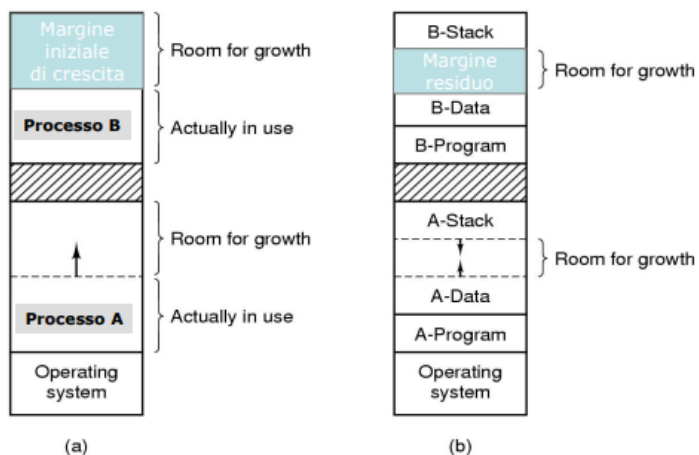 Margine
iniziale
di crescita
Room for growth
Processo B
Actually in use
Room for growth
Processo A
Actually in use
Operating
system
(a)
B-Stack
Margine
residuo
Room for growth
B-Data
B-Program
A-Stack
Room for growth
A-Data
A-Program
Operating
system
(b)